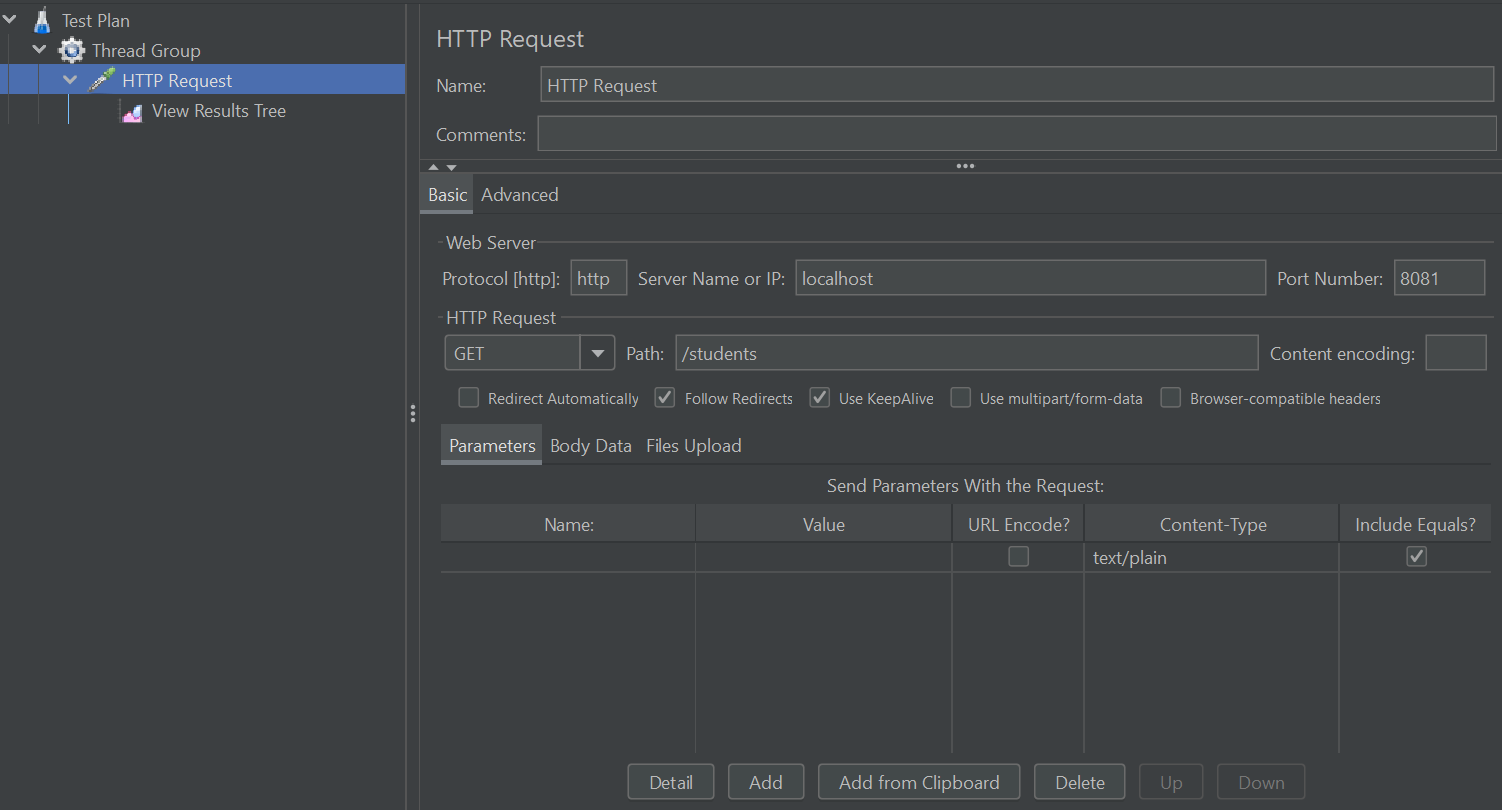 Test Plan
Thread Group
HTTP Request
View Results Tree
HTTP Request
Name: HTTP Request
Comments:
Basic Advanced
Web Server
Protocol [http]: http Server Name or IP: localhost Port Number: 8081
HTTP Request
GET Path: /students Content encoding:
Redirect Automatically Follow Redirects Use KeepAlive Use multipart/form-data Browser-compatible headers
Parameters Body Data Files Upload
Send Parameters With the Request:
Name: Value URL Encode? Content-Type Include Equals?
text/plain
Detail Add Add from Clipboard Delete Up Down